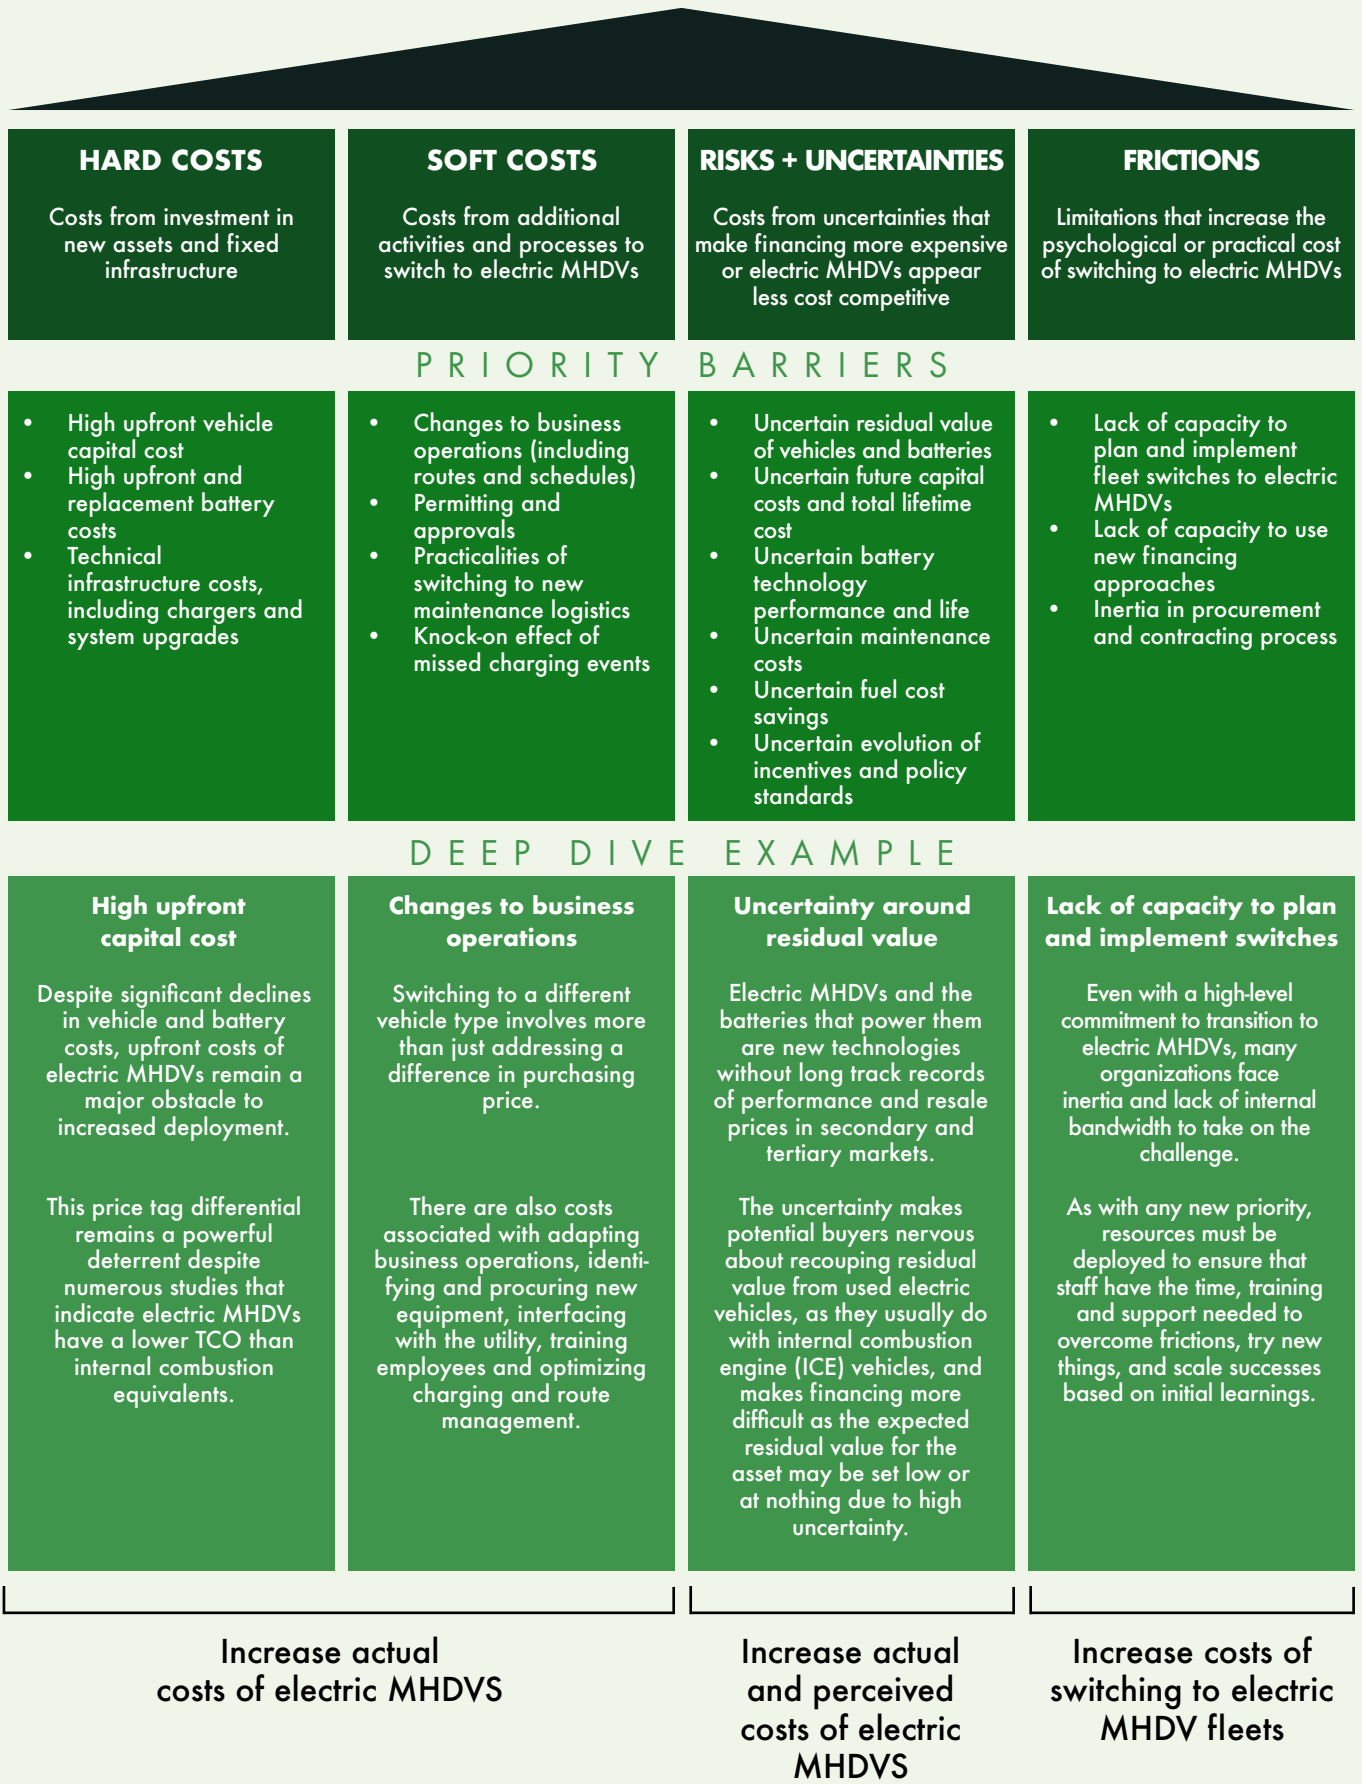 HARD COSTS
Costs from investment in
new assets and fixed
infrastructure
SOFT COSTS
Costs from additional
activities and processes to
switch to electric MHDVs
RISKS + UNCERTAINTIES
Costs from uncertainties that
make financing more expensive
or electric MHDVs appear
less cost competitive
FRICTIONS
Limitations that increase the
psychological or practical cost
of switching to electric MHDVs
PRIORITY BARRIERS
• High upfront vehicle
capital cost
• High upfront and
replacement battery
costs
• Technical
infrastructure costs,
including chargers and
system upgrades
• Changes to business
operations (including
routes and schedules)
• Permitting and
approvals
• Practicalities of
switching to new
maintenance logistics
• Knock-on effect of
missed charging events
• Uncertain residual value
of vehicles and batteries
• Uncertain future capital
costs and total lifetime
cost
• Uncertain battery
technology
performance and life
• Uncertain maintenance
costs
• Uncertain fuel cost
savings
• Uncertain evolution of
incentives and policy
standards
• Lack of capacity to
plan and implement
fleet switches to electric
MHDVs
• Lack of capacity to use
new financing
approaches
• Inertia in procurement
and contracting process
DEEP DIVE EXAMPLE
High upfront
capital cost
Despite significant declines
in vehicle and battery
costs, upfront costs of
electric MHDVs remain a
major obstacle to
increased deployment.
This price tag differential
remains a powerful
deterrent despite
numerous studies that
indicate electric MHDVs
have a lower TCO than
internal combustion
equivalents.
Changes to business
operations
Switching to a different
vehicle type involves more
than just addressing a
difference in purchasing
price.
There are also costs
associated with adapting
business operations, identi-
fying and procuring new
equipment, interfacing
with the utility, training
employees and optimizing
charging and route
management.
Uncertainty around
residual value
Electric MHDVs and the
batteries that power them
are new technologies
without long track records
of performance and resale
prices in secondary and
tertiary markets.
The uncertainty makes
potential buyers nervous
about recouping residual
value from used electric
vehicles, as they usually do
with internal combustion
engine (ICE) vehicles, and
makes financing more
difficult as the expected
residual value for the
asset may be set low or
at nothing due to high
uncertainty.
Lack of capacity to plan
and implement switches
Even with a high-level
commitment to transition to
electric MHDVs, many
organizations face
inertia and lack of internal
bandwidth to take on the
challenge.
As with any new priority,
resources must be
deployed to ensure that
staff have the time, training
and support needed to
overcome frictions, try new
things, and scale successes
based on initial learnings.
Increase actual
costs of electric MHDVS
Increase actual
and perceived
costs of electric
MHDVS
Increase costs of
switching to electric
MHDV fleets